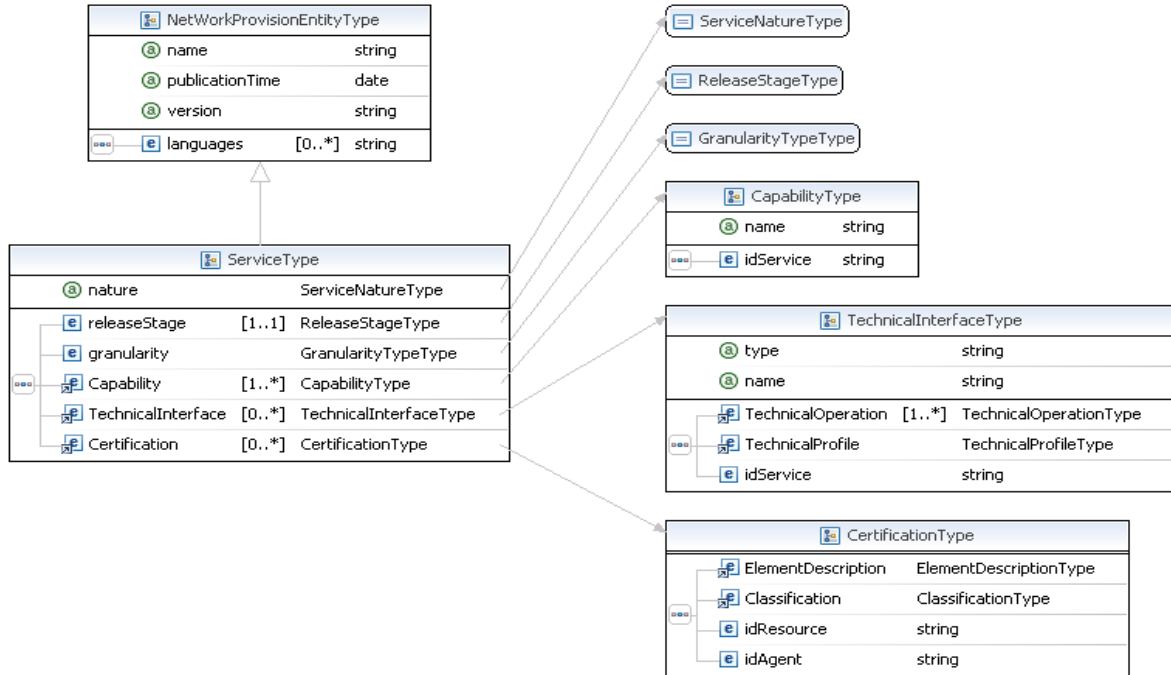 NetWorkProvisionEntityType
a name string
a publicationTime date
a version string
e languages [0..*] string
ServiceType
a nature ServiceNatureType
e releaseStage [1..1] ReleaseStageType
e granularity GranularityTypeType
e Capability [1..*] CapabilityType
e TechnicalInterface [0..*] TechnicalInterfaceType
e Certification [0..*] CertificationType
ServiceNatureType
ReleaseStageType
GranularityTypeType
CapabilityType
a name string
e idService string
TechnicalInterfaceType
a type string
a name string
e TechnicalOperation [1..*] TechnicalOperationType
e TechnicalProfile TechnicalProfileType
e idService string
CertificationType
e ElementDescription ElementDescriptionType
e Classification ClassificationType
e idResource string
e idAgent string